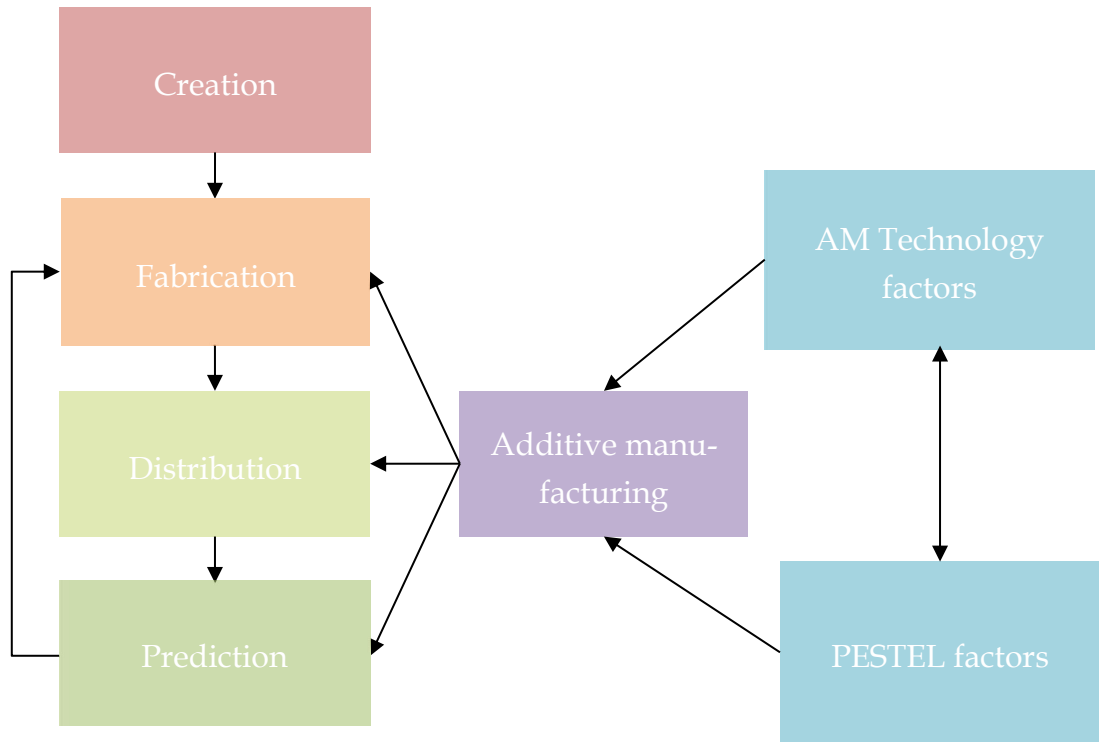 Creation
Fabrication
Distribution
Prediction
Additive manu-
facturing
AM Technology
factors
PESTEL factors